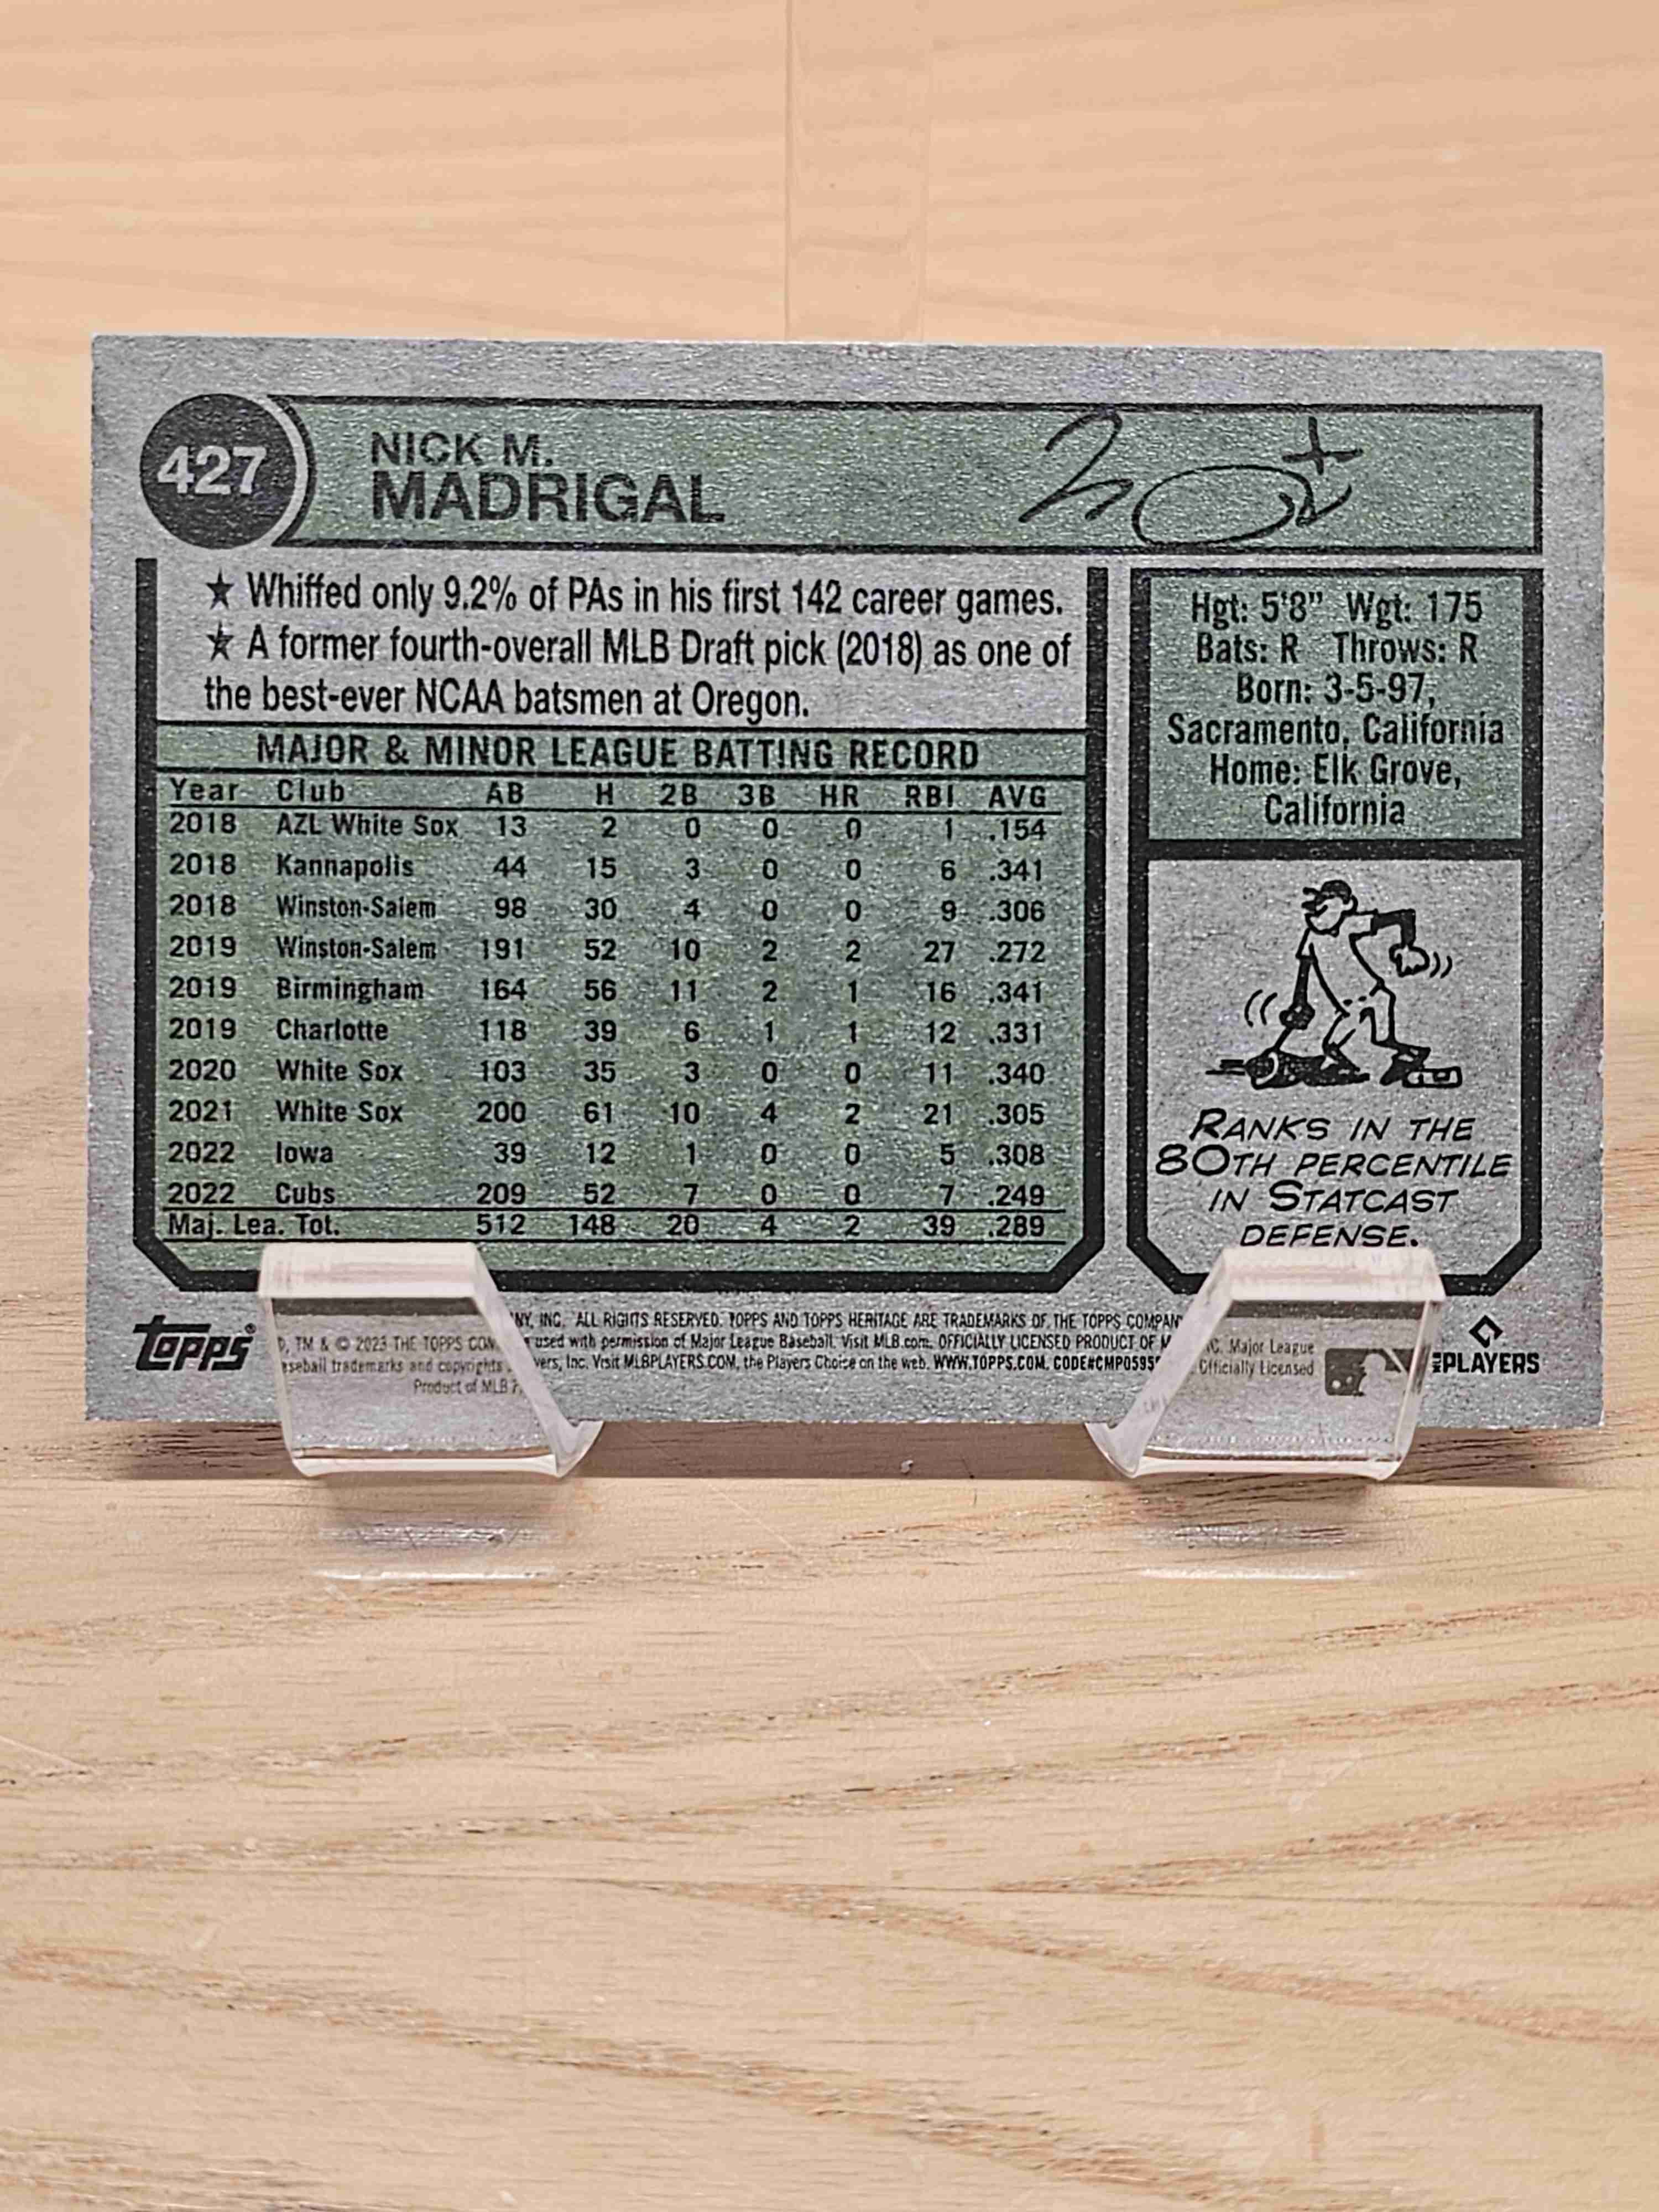 427
NICK M.
MADRIGAL
★ Whiffed only 9.2% of PAs in his first 142 career games.
★ A former fourth-overall MLB Draft pick (2018) as one of
the best-ever NCAA batsmen at Oregon.
MAJOR & MINOR LEAGUE BATTING RECORD
Year Club AB H 2B 3B HR RBI AVG
2018 AZL White Sox 13 2 0 0 0 1 .154
2018 Kannapolis 44 15 3 0 0 6 .341
2018 Winston-Salem 98 30 4 0 0 9 .306
2019 Winston-Salem 191 52 10 2 2 27 .272
2019 Birmingham 164 56 11 2 1 16 .341
2019 Charlotte 118 39 6 1 1 12 .331
2020 White Sox 103 35 3 0 0 11 .340
2021 White Sox 200 61 10 4 2 21 .305
2022 Iowa 39 12 1 0 0 5 .308
2022 Cubs 209 52 7 0 0 7 .249
Maj. Lea. Tot. 512 148 20 4 2 39 .289
Hgt: 5'8" Wgt: 175
Bats: R Throws: R
Born: 3-5-97,
Sacramento, California
Home: Elk Grove,
California
RANKS IN THE
80TH PERCENTILE
IN STATCAST
DEFENSE.
topps®
TM & © 2023 THE TOPPS INC. ALL RIGHTS RESERVED. TOPPS AND TOPPS HERITAGE ARE TRADEMARKS OF THE TOPPS
trademarks and copyrights used with permission of Major League Baseball. Visit MLB.com. OFFICIALLY LICENSED PRODUCT OF Major League
Product of MLB Inc. Visit MLBPLAYERS.COM, the Players Choice on the web. WWW.TOPPS.COM. Officially Licensed
MLB PLAYERS